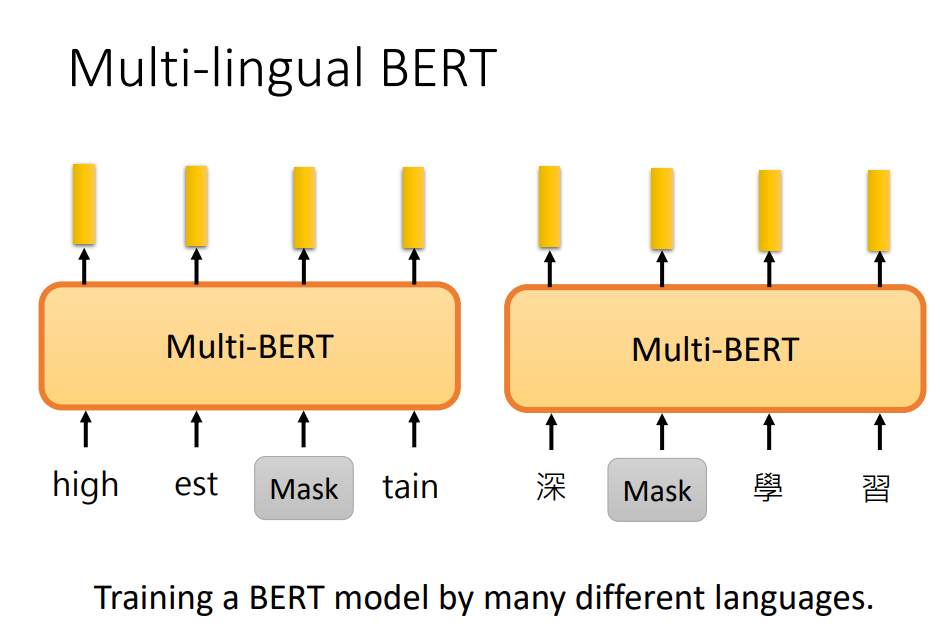 Multi-lingual BERT
Multi-BERT
Multi-BERT
high est Mask tain
深 Mask 學 習
Training a BERT model by many different languages.